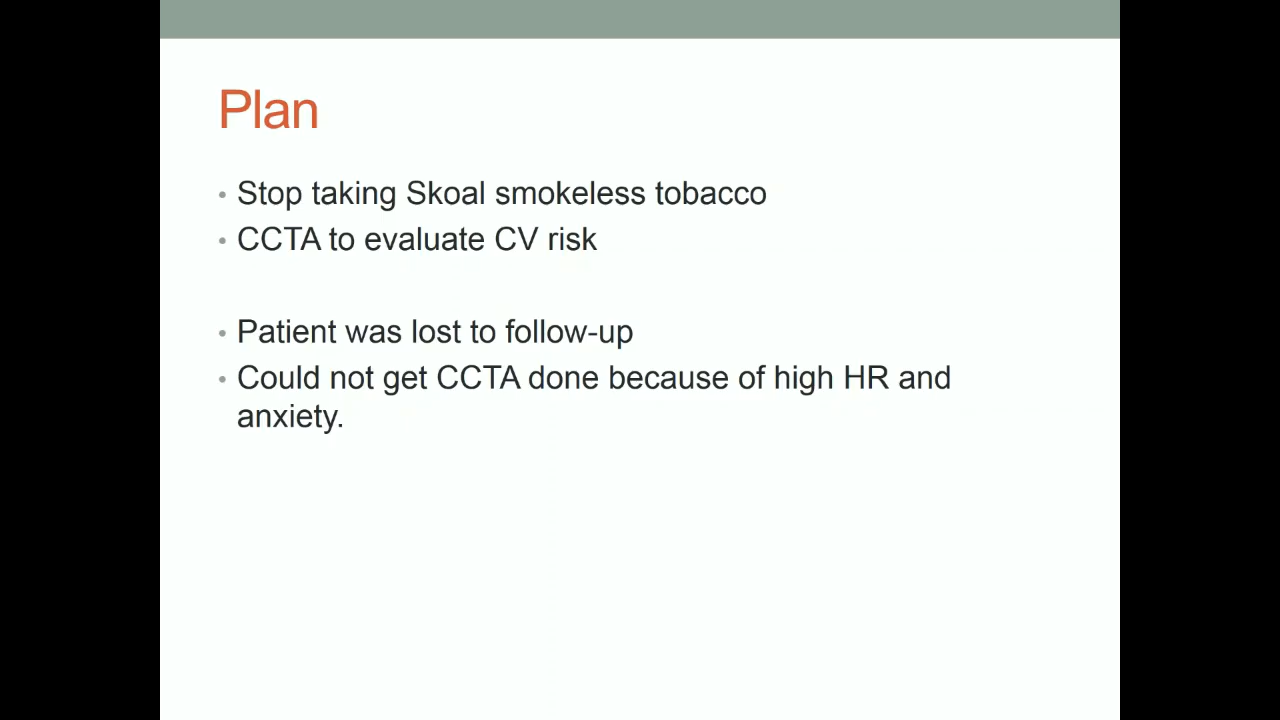 Plan
• Stop taking Skoal smokeless tobacco
• CCTA to evaluate CV risk
• Patient was lost to follow-up
• Could not get CCTA done because of high HR and
anxiety.